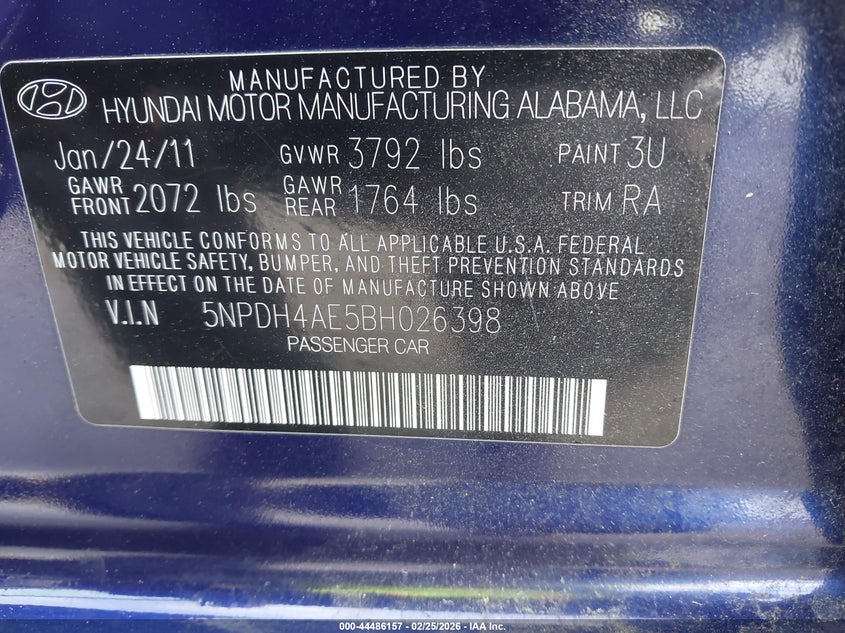 MANUFACTURED BY
HYUNDAI MOTOR MANUFACTURING ALABAMA, LLC
Jan/24/11 GVWR 3792 lbs PAINT 3U
GAWR FRONT 2072 lbs GAWR REAR 1764 lbs TRIM RA
THIS VEHICLE CONFORMS TO ALL APPLICABLE U.S.A. FEDERAL
MOTOR VEHICLE SAFETY, BUMPER, AND THEFT PREVENTION STANDARDS
IN EFFECT ON THE DATE OF MANUFACTURE SHOWN ABOVE
V.I.N 5NPDH4AE5BH026398
PASSENGER CAR
000-44486157 - 02/25/2026 - IAA Inc.